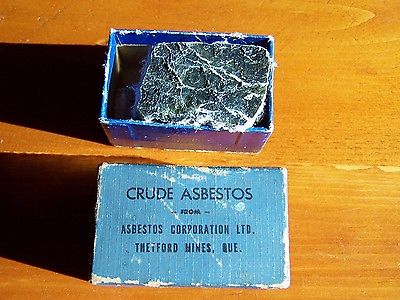 CRUDE ASBESTOS
-- FROM --
ASBESTOS CORPORATION LTD.
THETFORD MINES, QUE.